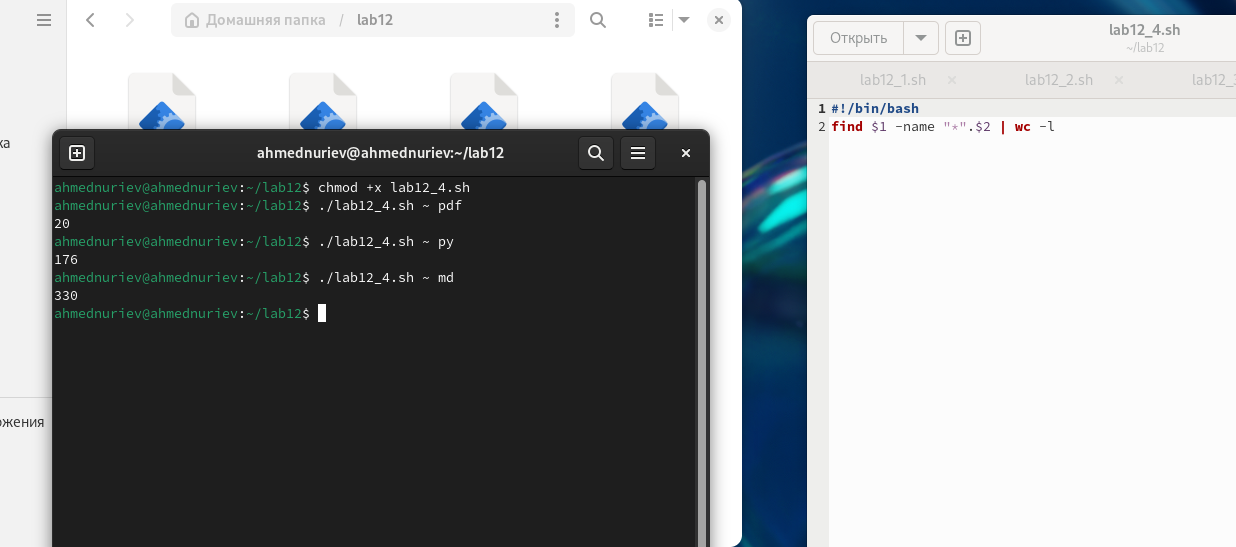 Домашняя папка / lab12
ка
ожения
ahmednuriev@ahmednuriev:~/lab12
ahmednuriev@ahmednuriev:~/lab12$ chmod +x lab12_4.sh
ahmednuriev@ahmednuriev:~/lab12$ ./lab12_4.sh ~ pdf
20
ahmednuriev@ahmednuriev:~/lab12$ ./lab12_4.sh ~ py
176
ahmednuriev@ahmednuriev:~/lab12$ ./lab12_4.sh ~ md
330
ahmednuriev@ahmednuriev:~/lab12$
Открыть
lab12_4.sh
~/lab12
lab12_1.sh
lab12_2.sh
lab12_3
1 #!/bin/bash
2 find $1 -name "*".$2 | wc -l